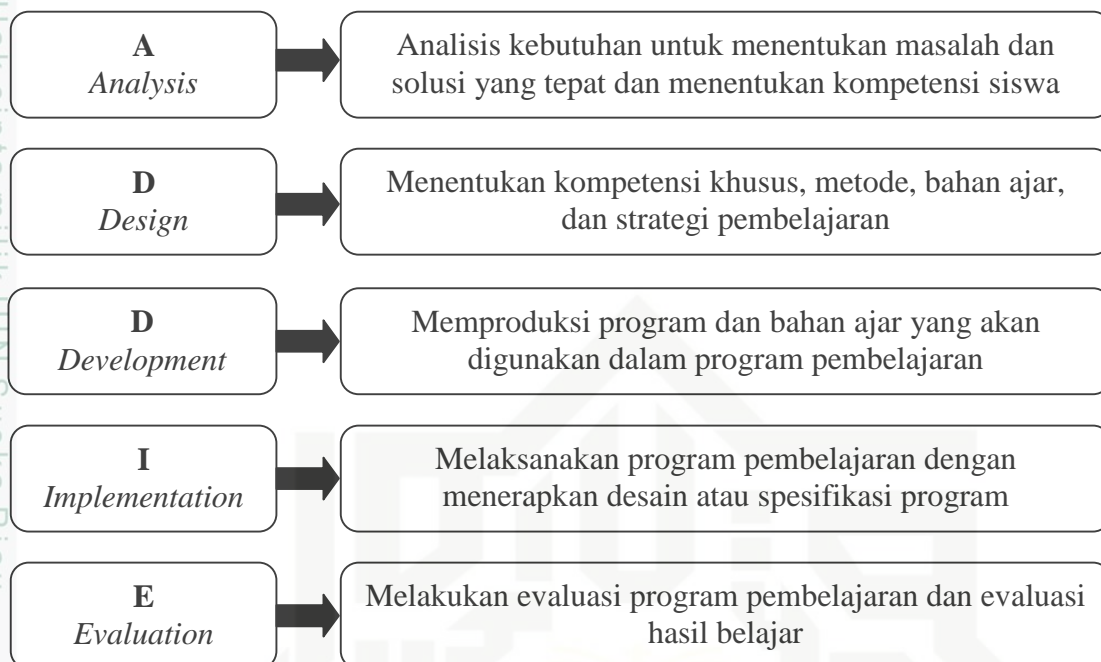 A
Analysis
Analisis kebutuhan untuk menentukan masalah dan
solusi yang tepat dan menentukan kompetensi siswa
D
Design
Menentukan kompetensi khusus, metode, bahan ajar,
dan strategi pembelajaran
D
Development
Memproduksi program dan bahan ajar yang akan
digunakan dalam program pembelajaran
I
Implementation
Melaksanakan program pembelajaran dengan
menerapkan desain atau spesifikasi program
E
Evaluation
Melakukan evaluasi program pembelajaran dan evaluasi
hasil belajar